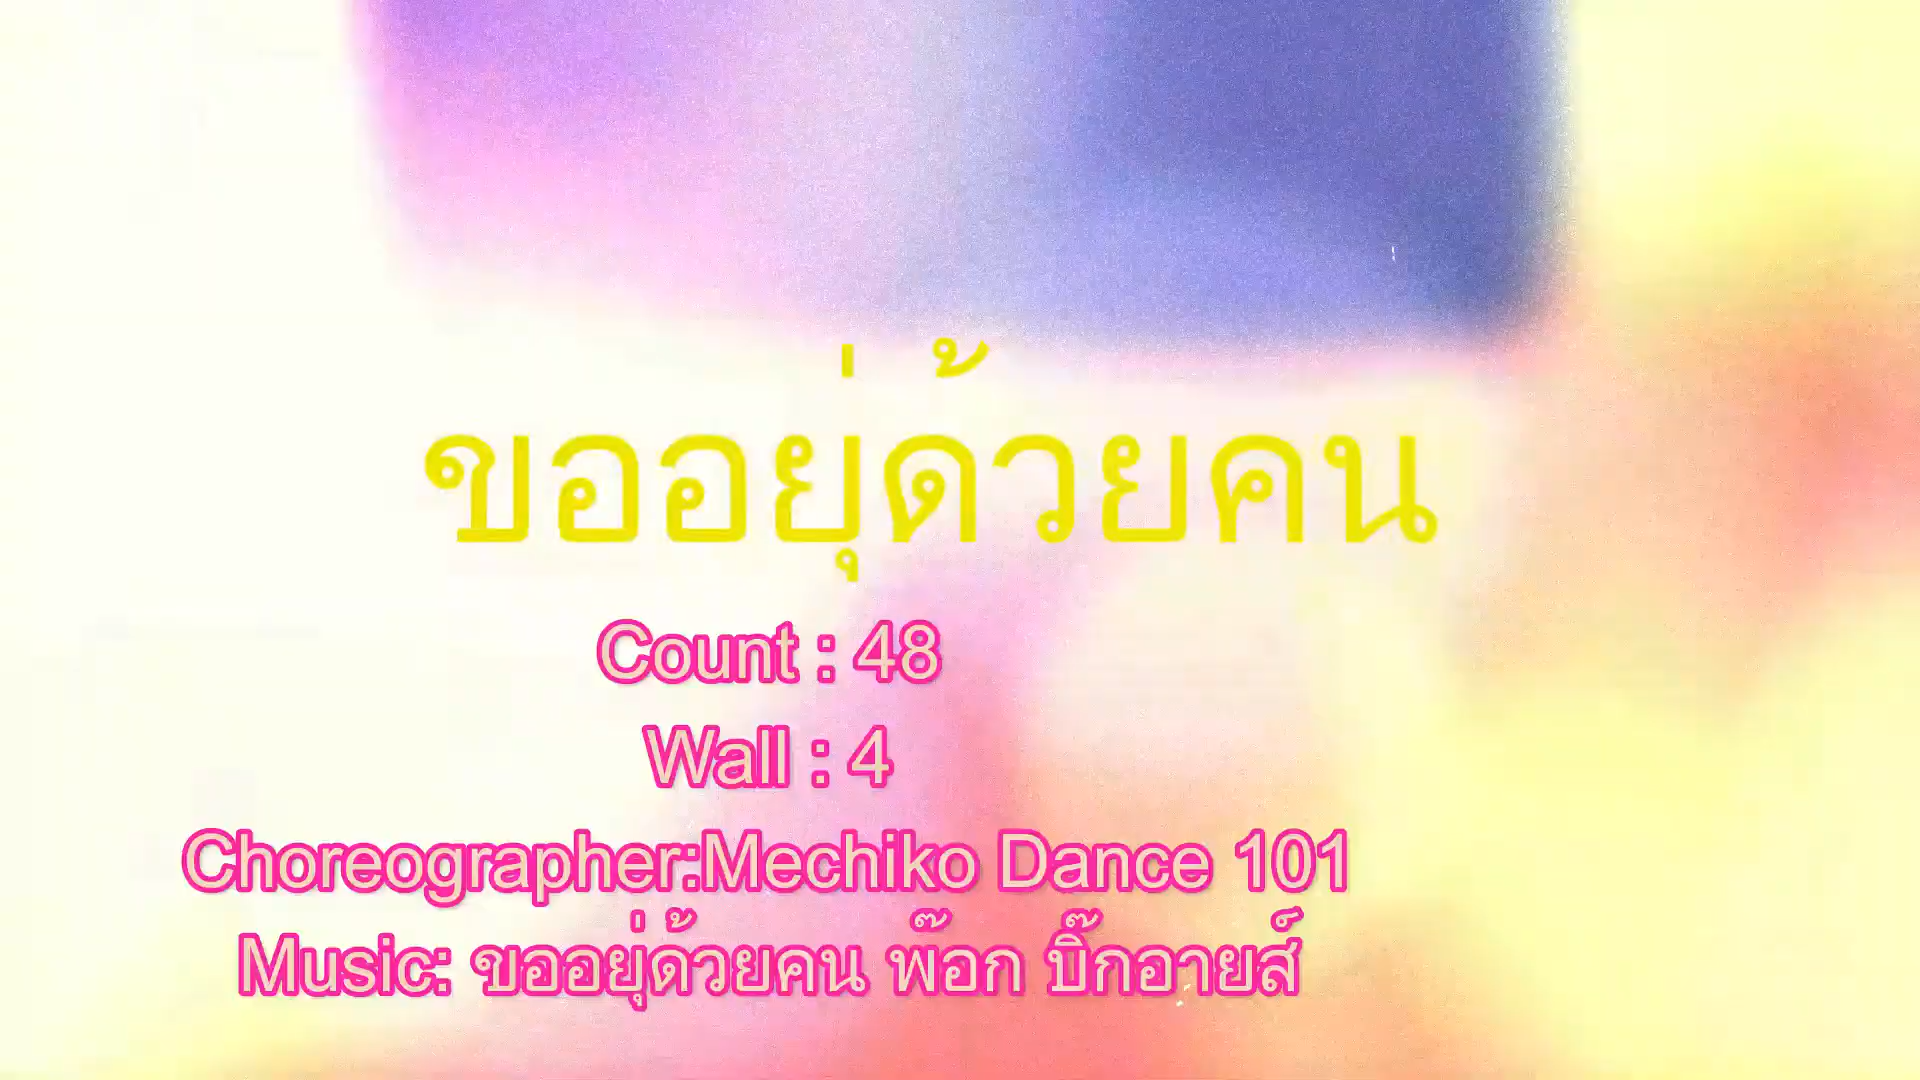 ขออยุ่ด้วยคน
Count : 48
Wall : 4
Choreographer:Mechiko Dance 101
Music: ขออยุ่ด้วยคน พ๊อก บิ๊กอายส์